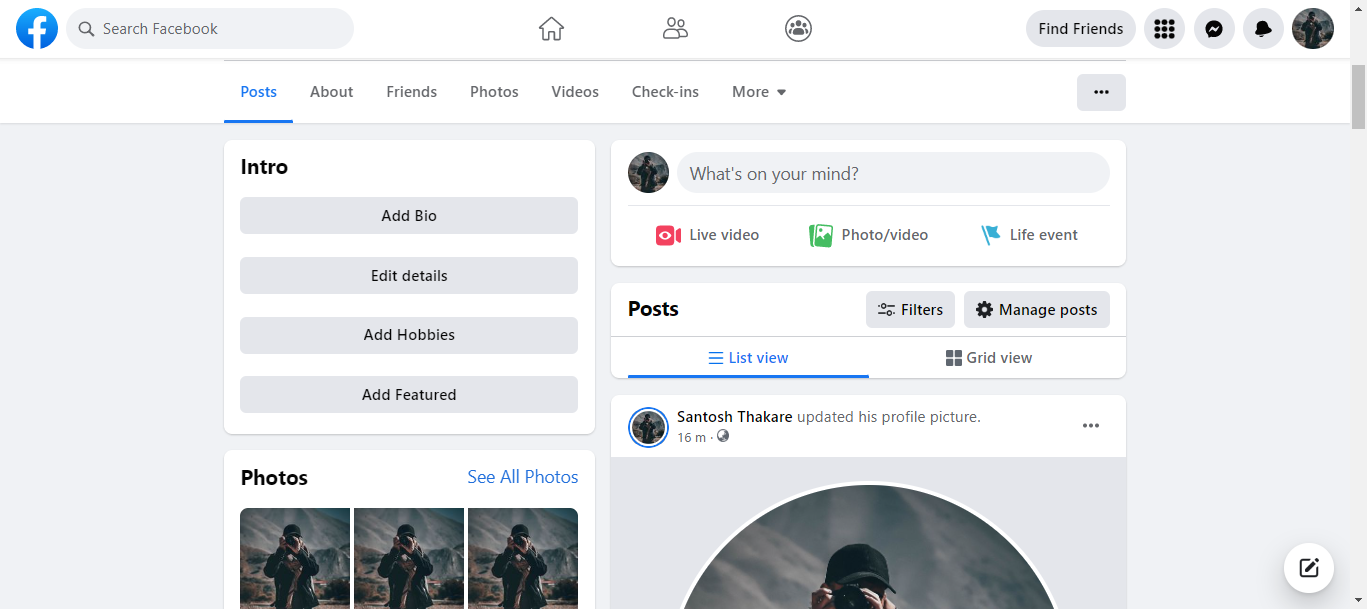 Search Facebook
Find Friends
Posts About Friends Photos Videos Check-ins More
Intro
Add Bio
Edit details
Add Hobbies
Add Featured
Photos See All Photos
What's on your mind?
Live video Photo/video Life event
Posts Filters Manage posts
List view Grid view
Santosh Thakare updated his profile picture.
16 m ·